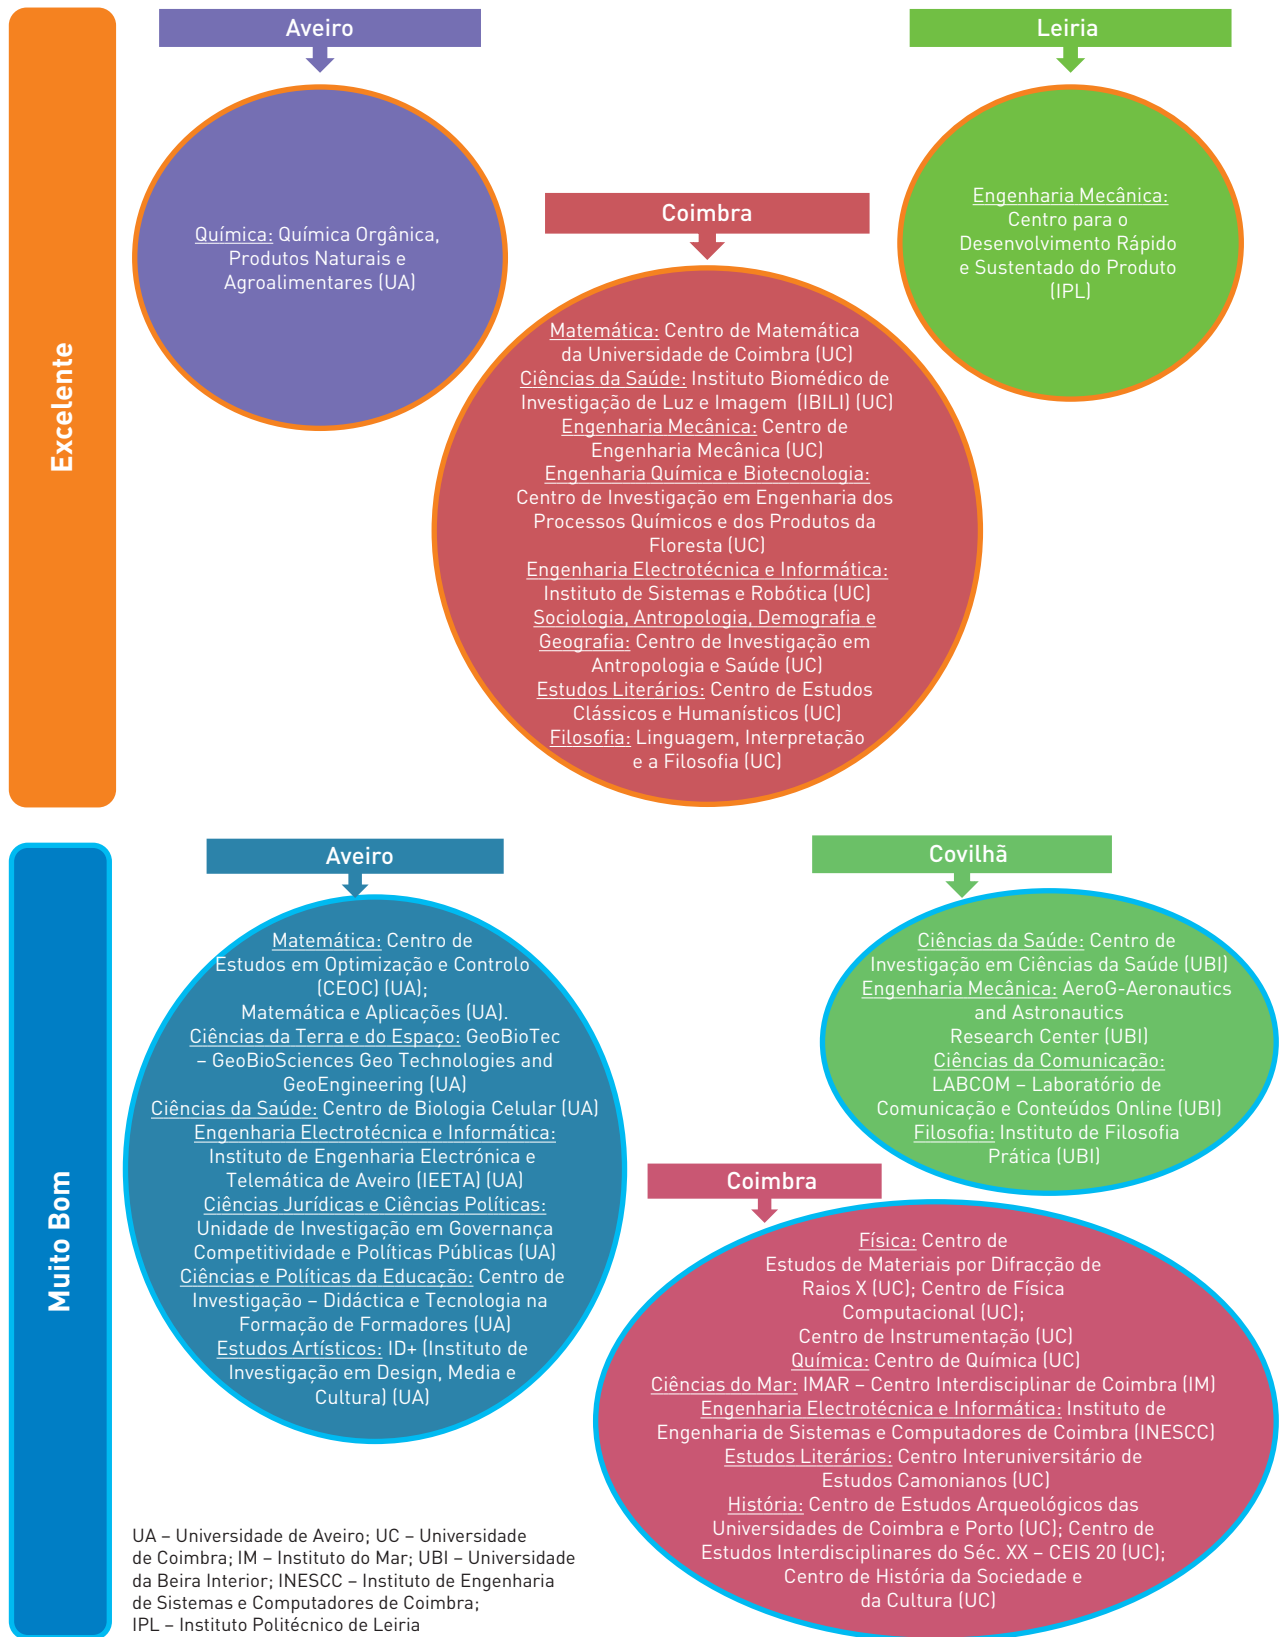 Excelente
Aveiro
Química: Química Orgânica,
Produtos Naturais e
Agroalimentares (UA)
Coimbra
Matemática: Centro de Matemática
da Universidade de Coimbra (UC)
Ciências da Saúde: Instituto Biomédico de
Investigação de Luz e Imagem (IBILI) (UC)
Engenharia Mecânica: Centro de
Engenharia Mecânica (UC)
Engenharia Química e Biotecnologia:
Centro de Investigação em Engenharia dos
Processos Químicos e dos Produtos da
Floresta (UC)
Engenharia Electrotécnica e Informática:
Instituto de Sistemas e Robótica (UC)
Sociologia, Antropologia, Demografia e
Geografia: Centro de Investigação em
Antropologia e Saúde (UC)
Estudos Literários: Centro de Estudos
Clássicos e Humanísticos (UC)
Filosofia: Linguagem, Interpretação
e a Filosofia (UC)
Leiria
Engenharia Mecânica:
Centro para o
Desenvolvimento Rápido
e Sustentado do Produto
(IPL)
Muito Bom
Aveiro
Matemática: Centro de
Estudos em Optimização e Controlo
(CEOC) (UA);
Matemática e Aplicações (UA).
Ciências da Terra e do Espaço: GeoBioTec
– GeoBioSciences Geo Technologies and
GeoEngineering (UA)
Ciências da Saúde: Centro de Biologia Celular (UA)
Engenharia Electrotécnica e Informática:
Instituto de Engenharia Electrónica e
Telemática de Aveiro (IEETA) (UA)
Ciências Jurídicas e Ciências Políticas:
Unidade de Investigação em Governança
Competitividade e Políticas Públicas (UA)
Ciências e Políticas da Educação: Centro de
Investigação – Didáctica e Tecnologia na
Formação de Formadores (UA)
Estudos Artísticos: ID+ (Instituto de
Investigação em Design, Media e
Cultura) (UA)
Covilhã
Ciências da Saúde: Centro de
Investigação em Ciências da Saúde (UBI)
Engenharia Mecânica: AeroG-Aeronautics
and Astronautics
Research Center (UBI)
Ciências da Comunicação:
LABCOM – Laboratório de
Comunicação e Conteúdos Online (UBI)
Filosofia: Instituto de Filosofia
Prática (UBI)
Coimbra
Física: Centro de
Estudos de Materiais por Difracção de
Raios X (UC); Centro de Física
Computacional (UC);
Centro de Instrumentação (UC)
Química: Centro de Química (UC)
Ciências do Mar: IMAR – Centro Interdisciplinar de Coimbra (IM)
Engenharia Electrotécnica e Informática: Instituto de
Engenharia de Sistemas e Computadores de Coimbra (INESCC)
Estudos Literários: Centro Interuniversitário de
Estudos Camonianos (UC)
História: Centro de Estudos Arqueológicos das
Universidades de Coimbra e Porto (UC); Centro de
Estudos Interdisciplinares do Séc. XX – CEIS 20 (UC);
Centro de História da Sociedade e
da Cultura (UC)
UA – Universidade de Aveiro; UC – Universidade
de Coimbra; IM – Instituto do Mar; UBI – Universidade
da Beira Interior; INESCC – Instituto de Engenharia
de Sistemas e Computadores de Coimbra;
IPL – Instituto Politécnico de Leiria